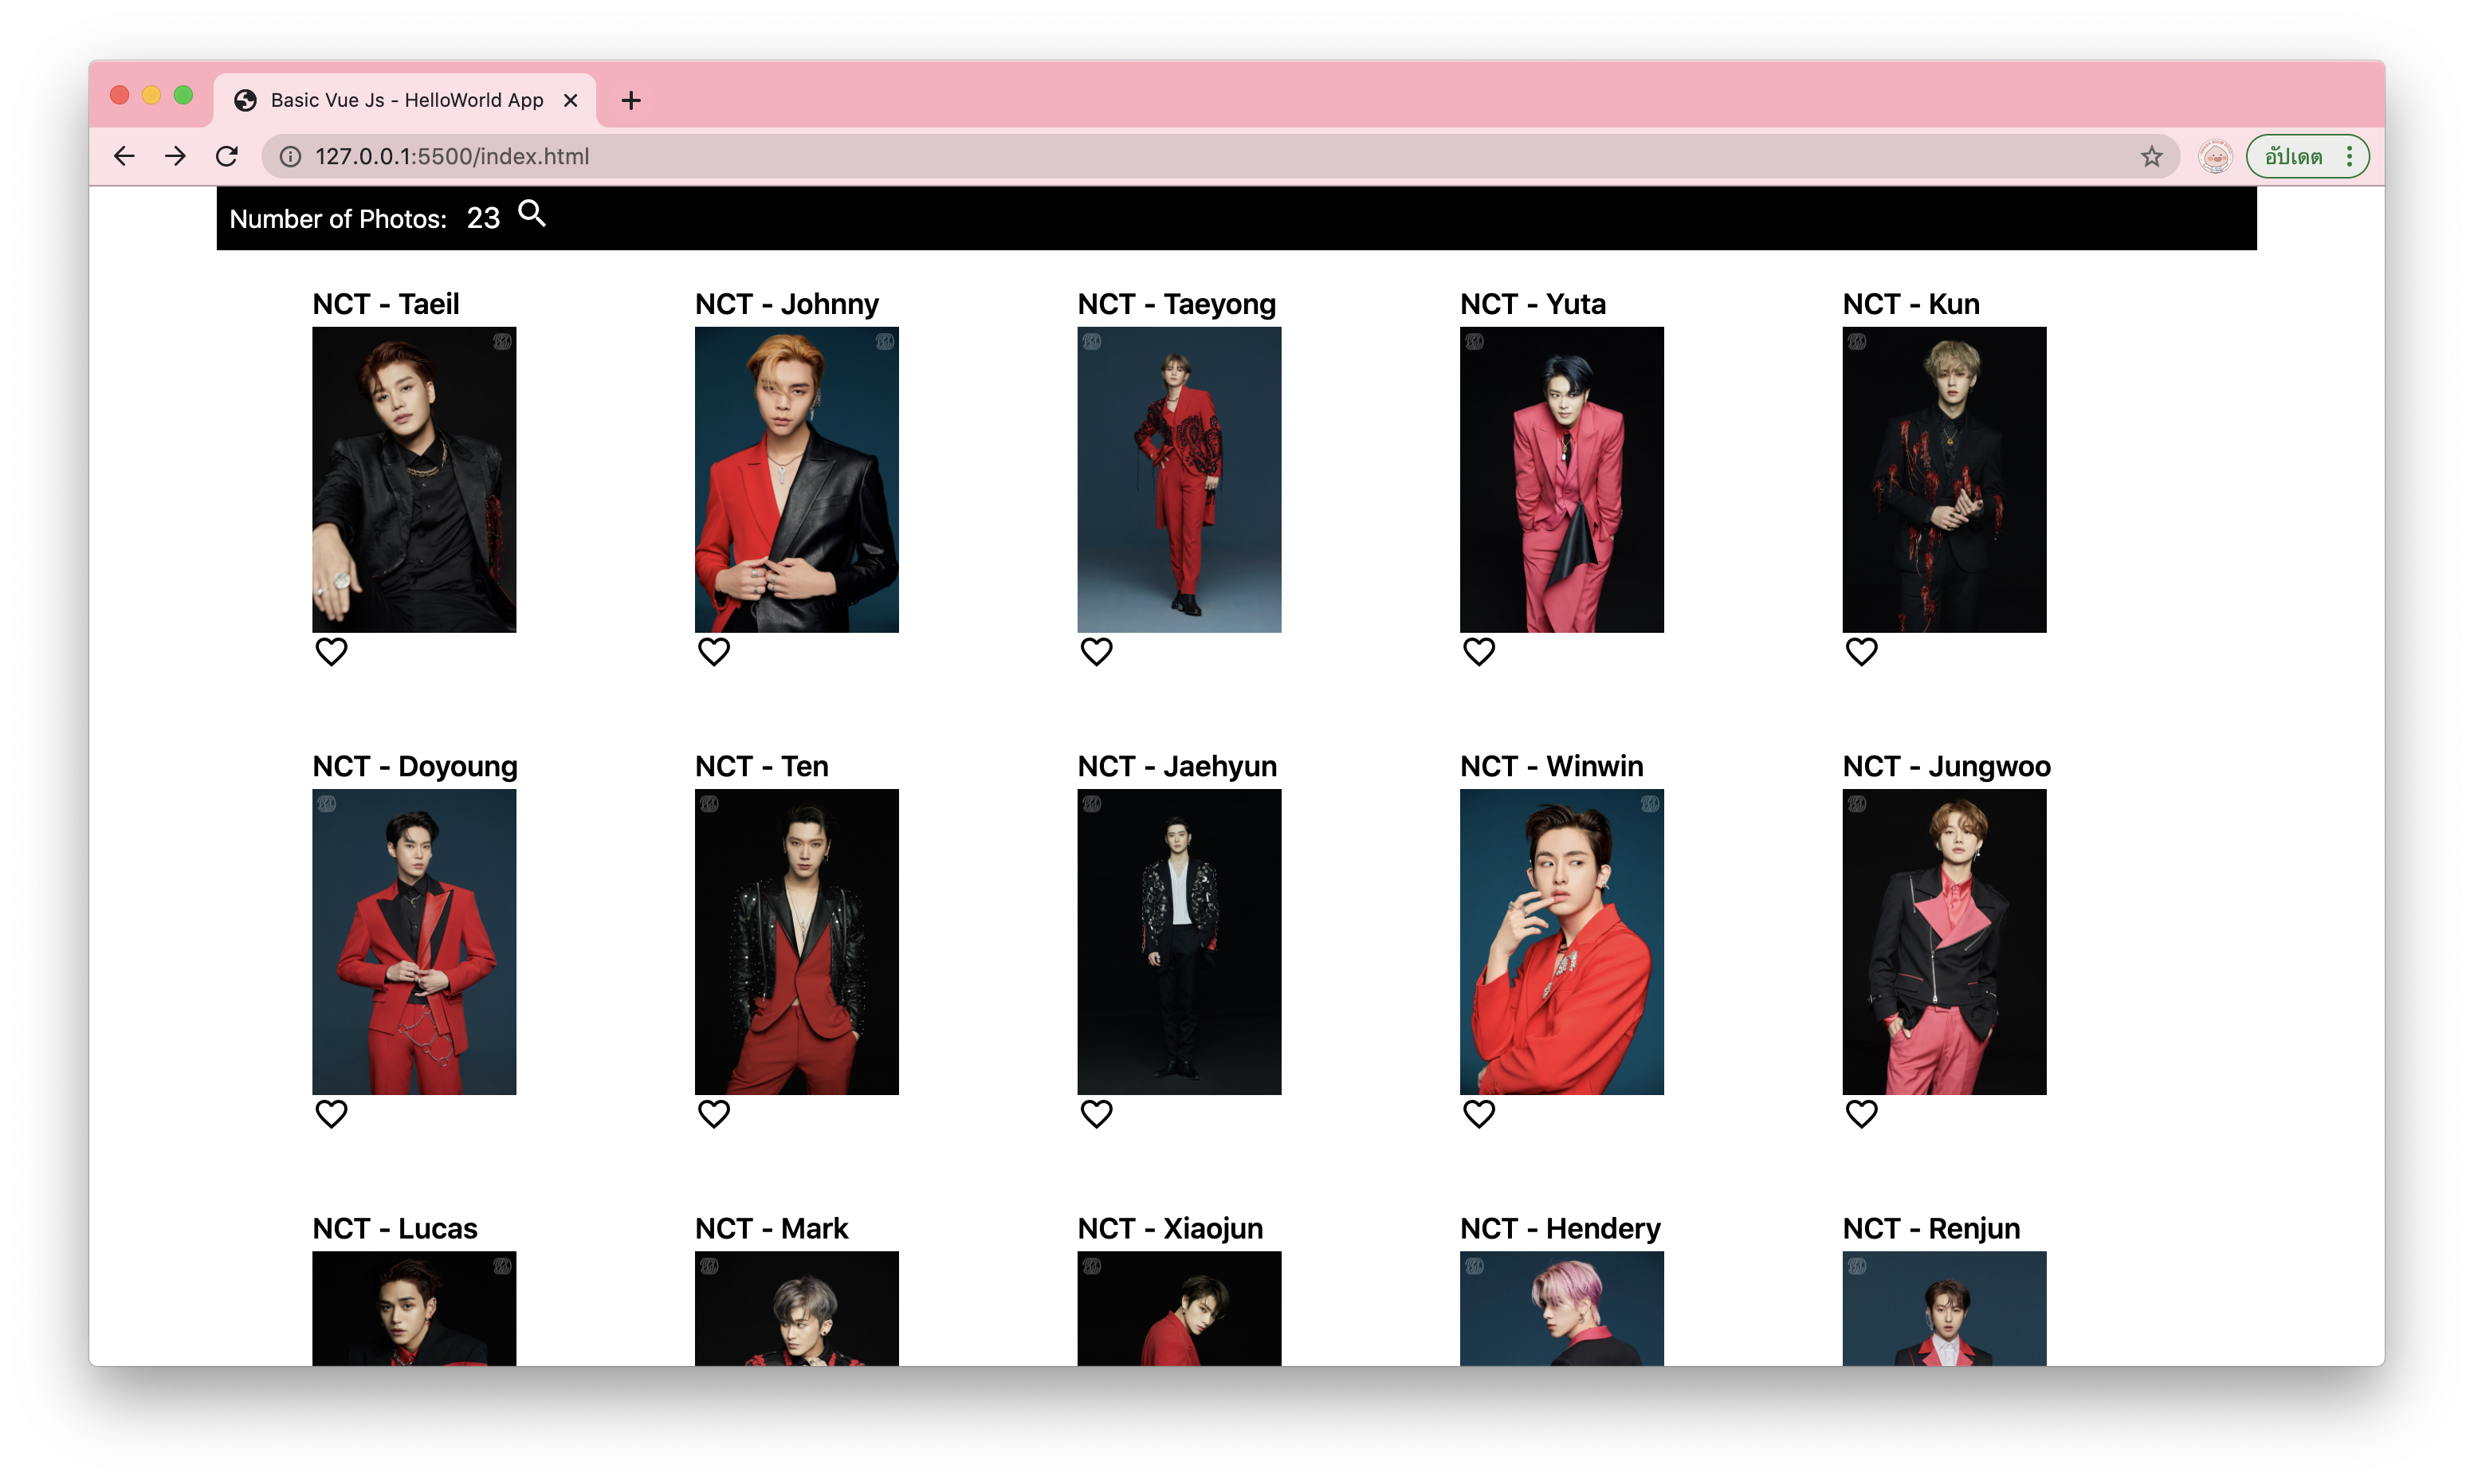 Basic Vue Js - HelloWorld App
127.0.0.1:5500/index.html
อัปเดต
Number of Photos: 23
NCT - Taeil
NCT - Johnny
NCT - Taeyong
NCT - Yuta
NCT - Kun
NCT - Doyoung
NCT - Ten
NCT - Jaehyun
NCT - Winwin
NCT - Jungwoo
NCT - Lucas
NCT - Mark
NCT - Xiaojun
NCT - Hendery
NCT - Renjun